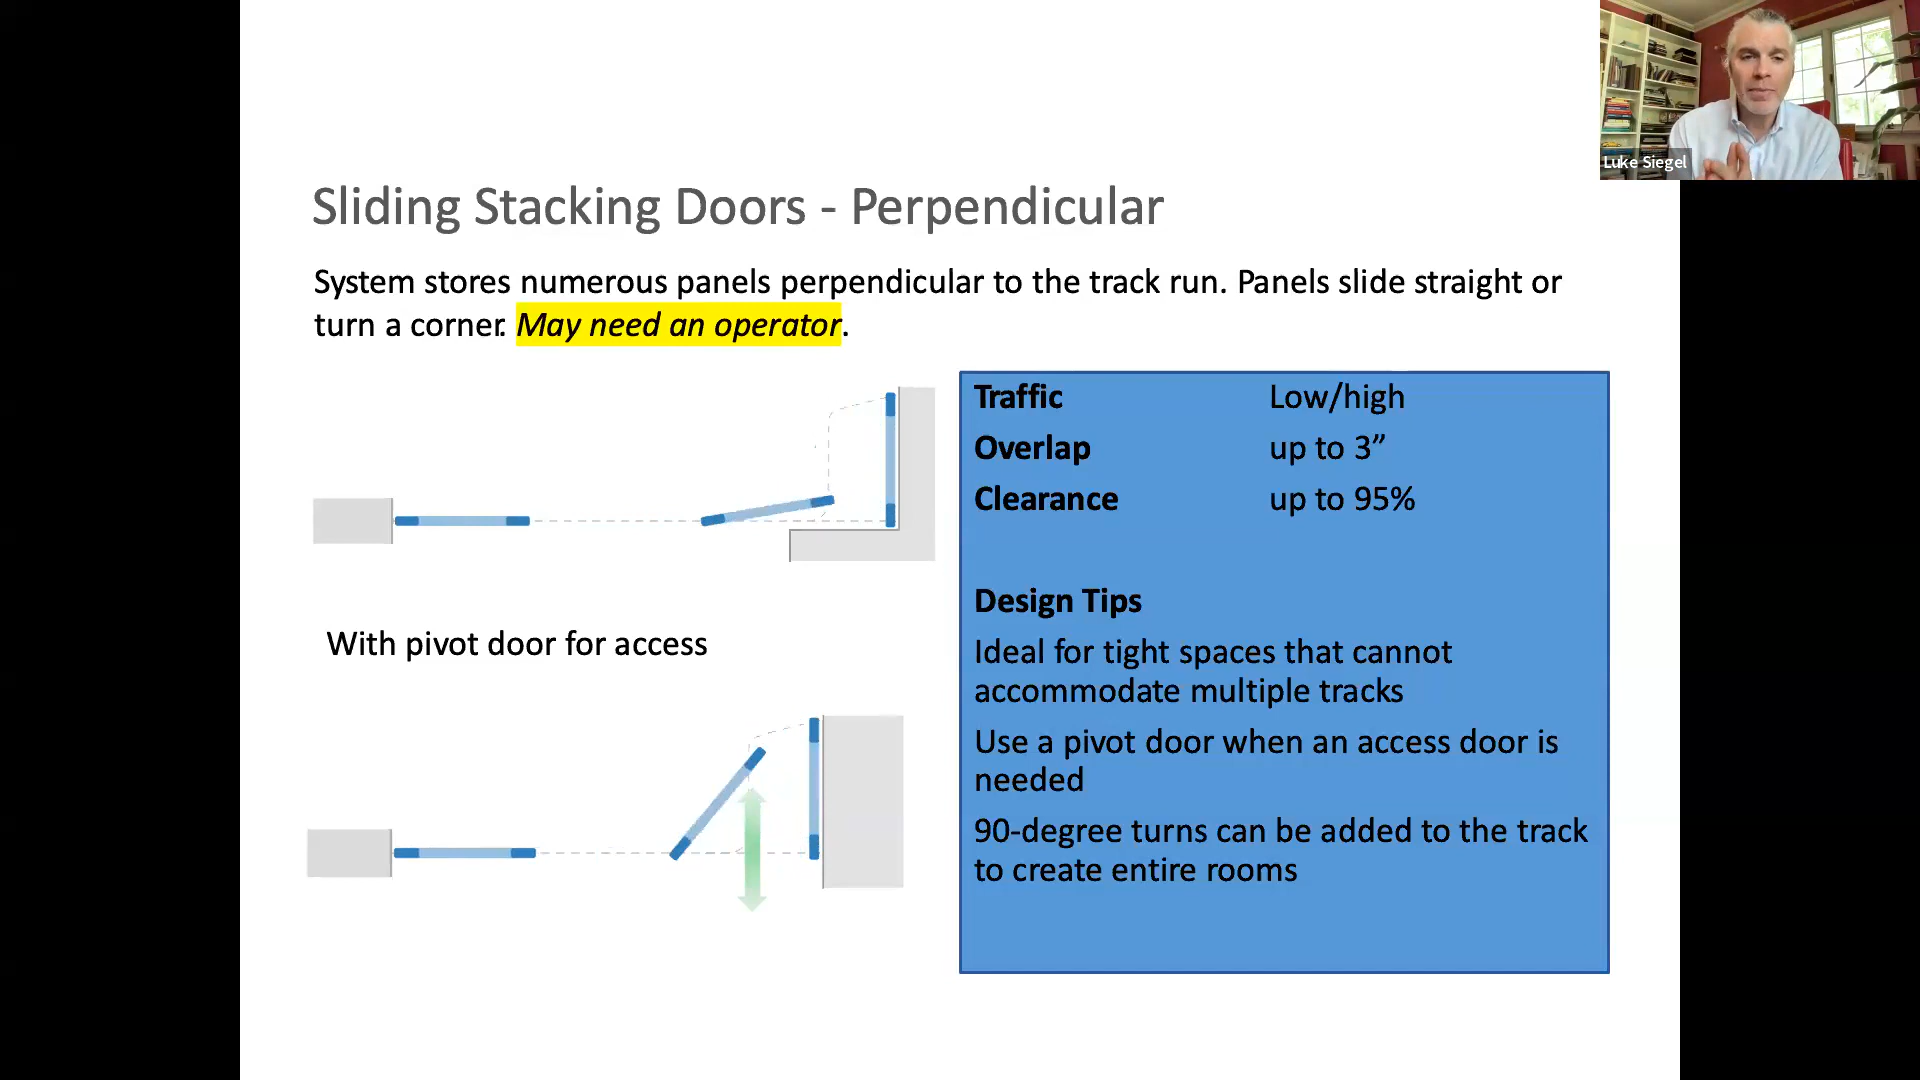 Luke Siegel
Sliding Stacking Doors - Perpendicular
System stores numerous panels perpendicular to the track run. Panels slide straight or
turn a corner. May need an operator.
Traffic Low/high
Overlap up to 3”
Clearance up to 95%
Design Tips
Ideal for tight spaces that cannot
accommodate multiple tracks
Use a pivot door when an access door is
needed
90-degree turns can be added to the track
to create entire rooms
With pivot door for access